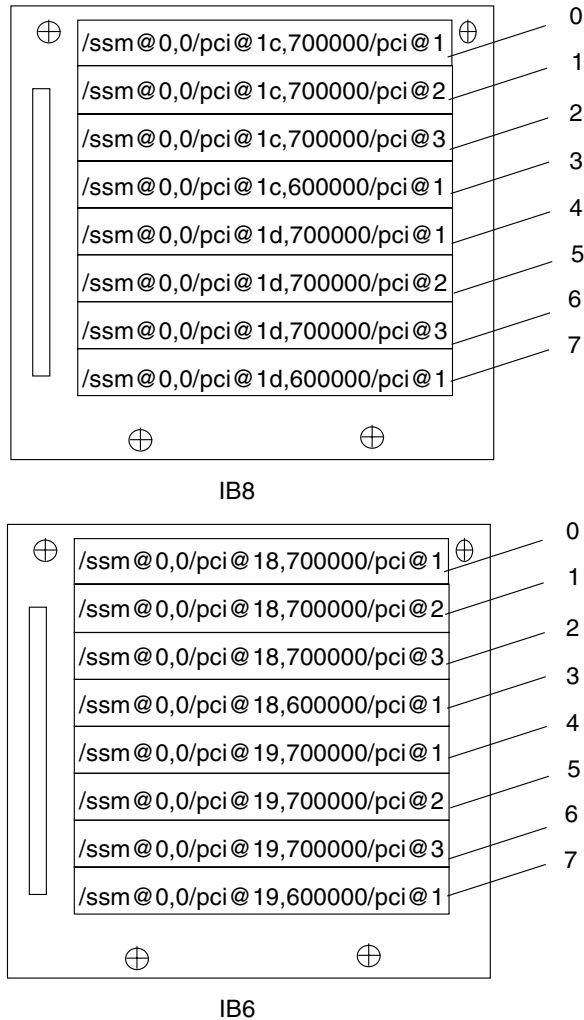 /ssm@0,0/pci@1c,700000/pci@1 0
/ssm@0,0/pci@1c,700000/pci@2 1
/ssm@0,0/pci@1c,700000/pci@3 2
/ssm@0,0/pci@1c,600000/pci@1 3
/ssm@0,0/pci@1d,700000/pci@1 4
/ssm@0,0/pci@1d,700000/pci@2 5
/ssm@0,0/pci@1d,700000/pci@3 6
/ssm@0,0/pci@1d,600000/pci@1 7
IB8
/ssm@0,0/pci@18,700000/pci@1 0
/ssm@0,0/pci@18,700000/pci@2 1
/ssm@0,0/pci@18,700000/pci@3 2
/ssm@0,0/pci@18,600000/pci@1 3
/ssm@0,0/pci@19,700000/pci@1 4
/ssm@0,0/pci@19,700000/pci@2 5
/ssm@0,0/pci@19,700000/pci@3 6
/ssm@0,0/pci@19,600000/pci@1 7
IB6